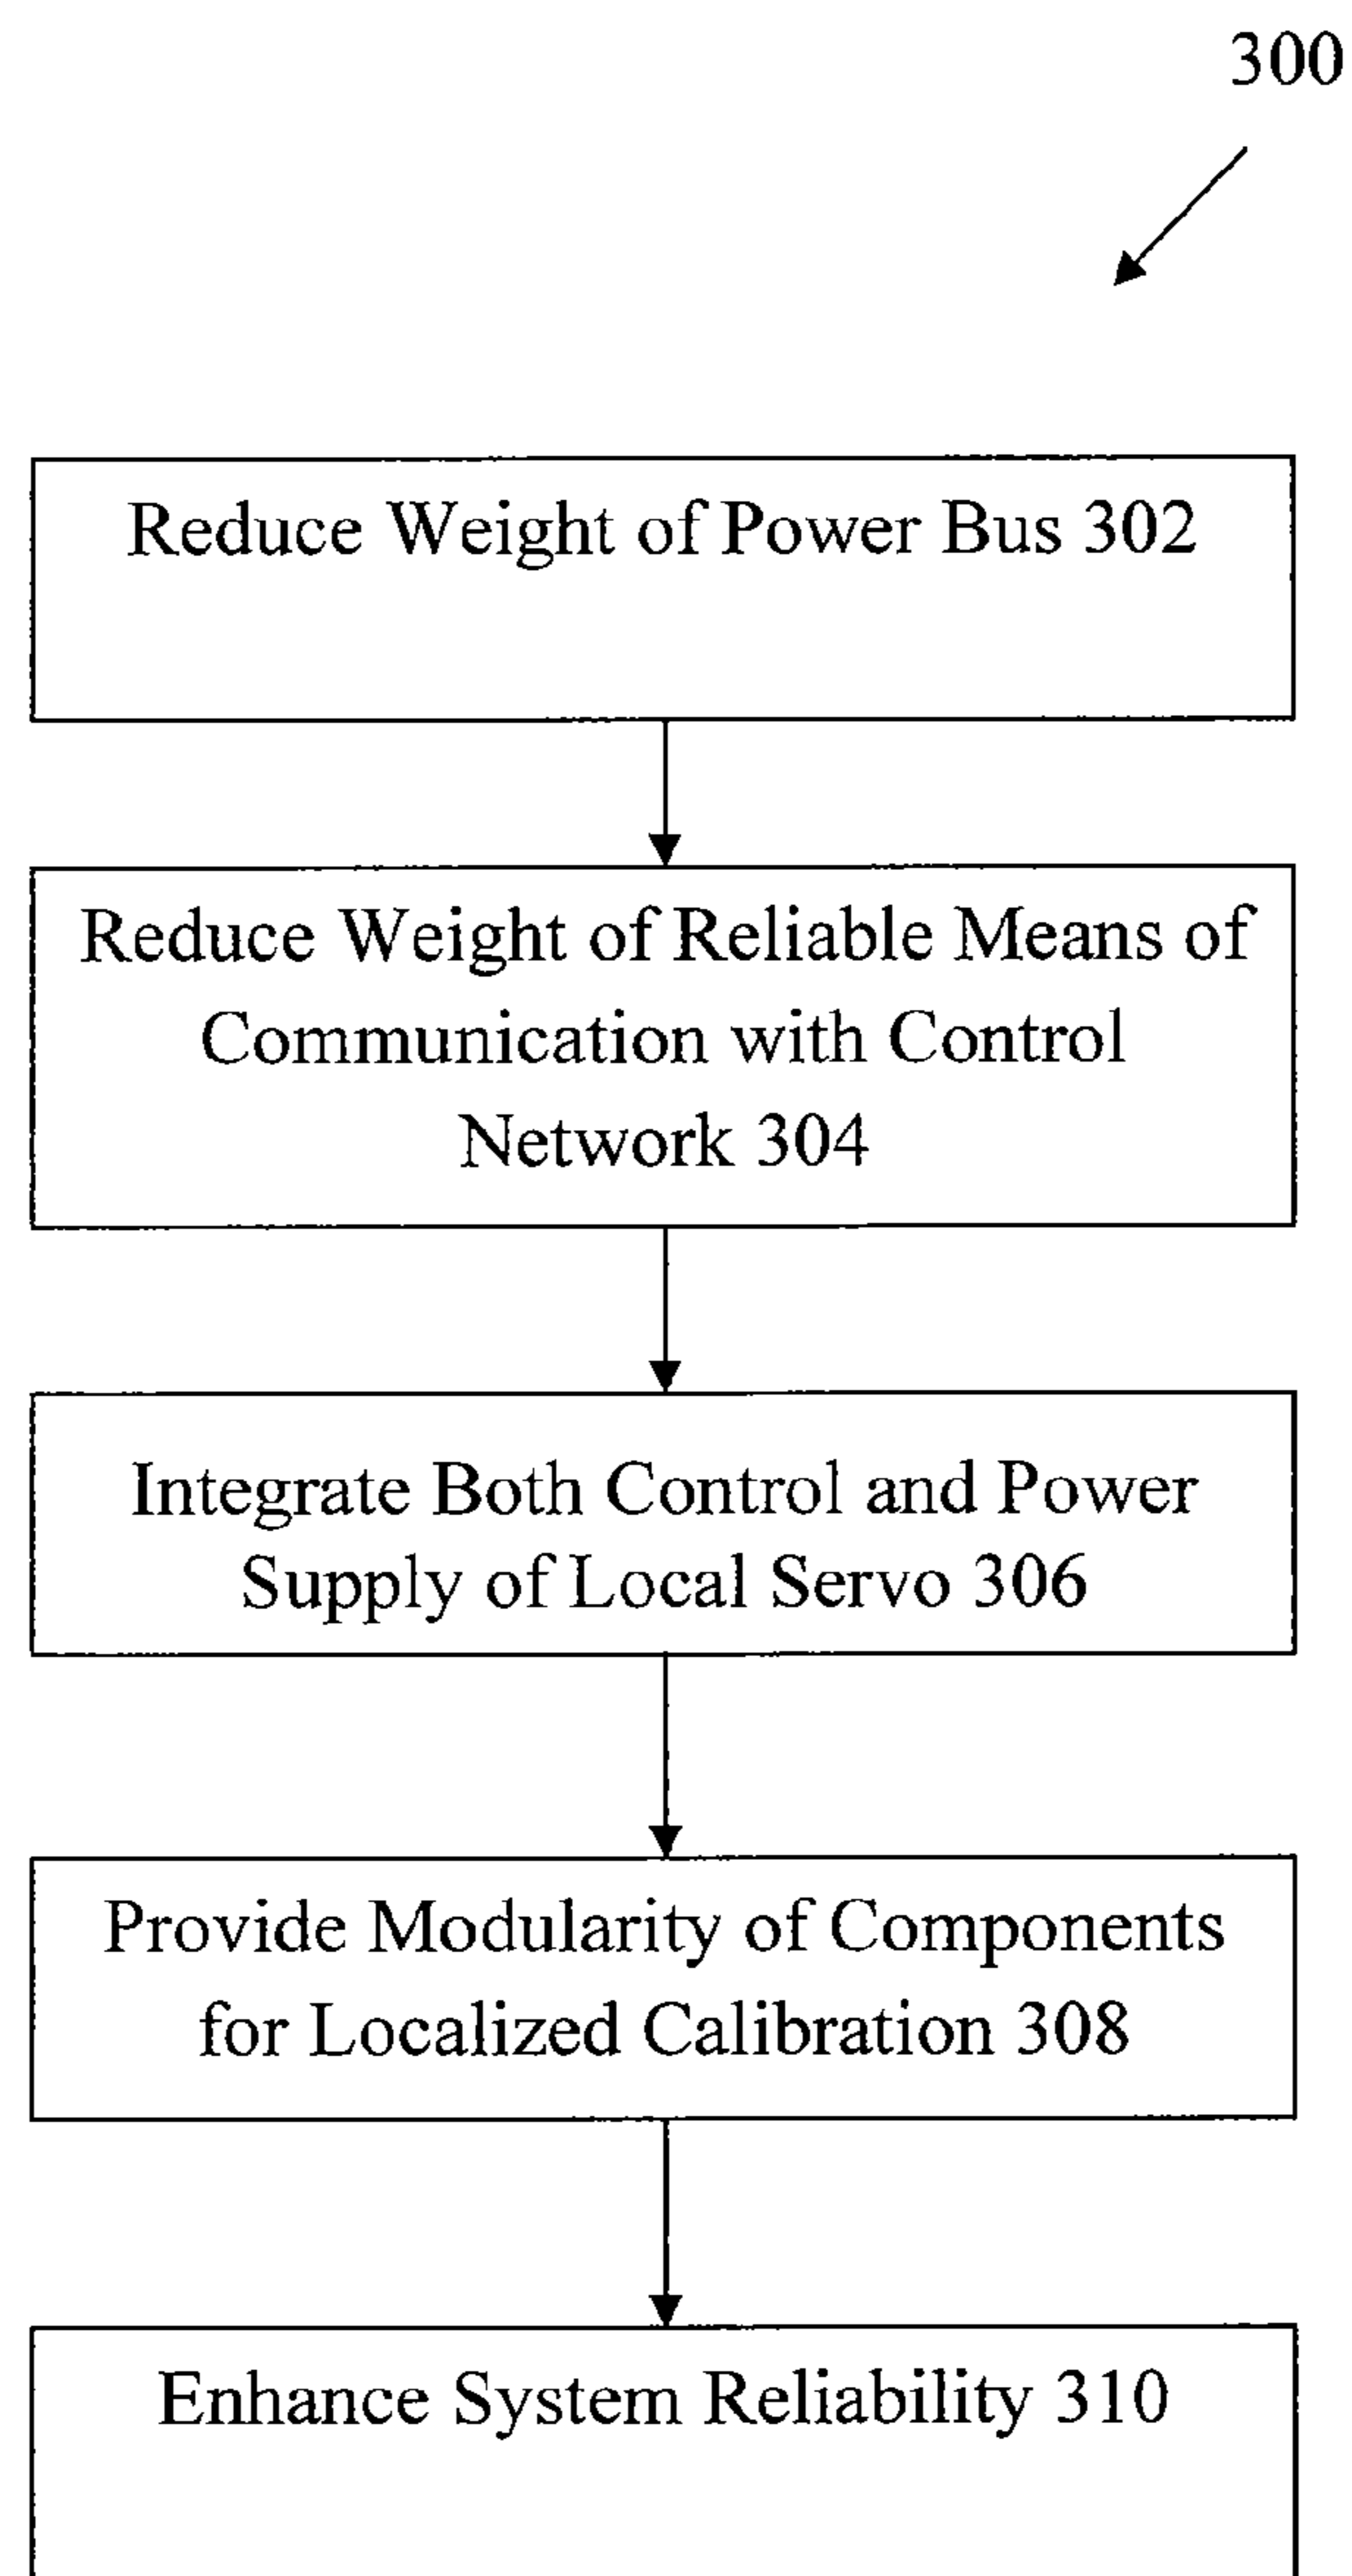 300
Reduce Weight of Power Bus 302
Reduce Weight of Reliable Means of
Communication with Control
Network 304
Integrate Both Control and Power
Supply of Local Servo 306
Provide Modularity of Components
for Localized Calibration 308
Enhance System Reliability 310